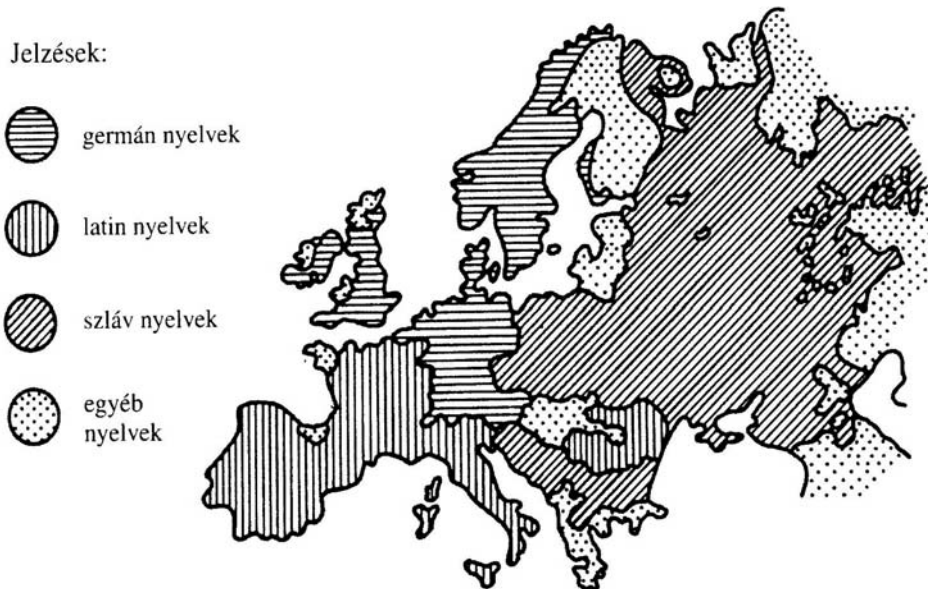 Jelzések:
germán nyelvek
latin nyelvek
szláv nyelvek
egyéb
nyelvek